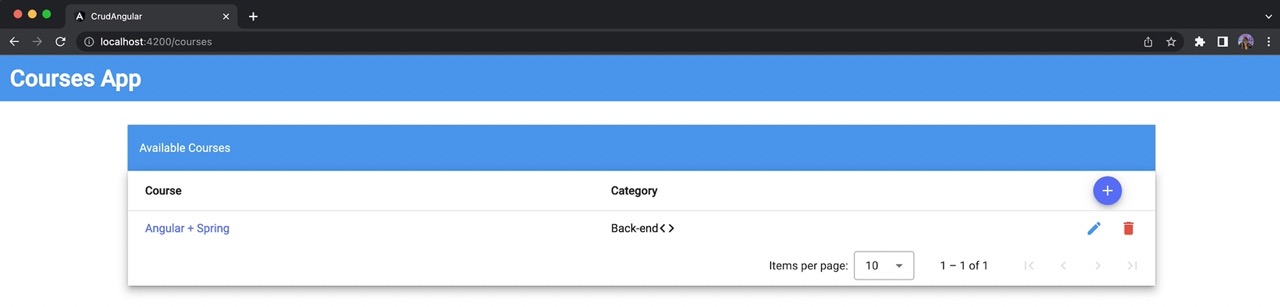 CrudAngular
localhost:4200/courses
Courses App
Available Courses
Course Category
Angular + Spring Back-end
Items per page: 10 1 – 1 of 1